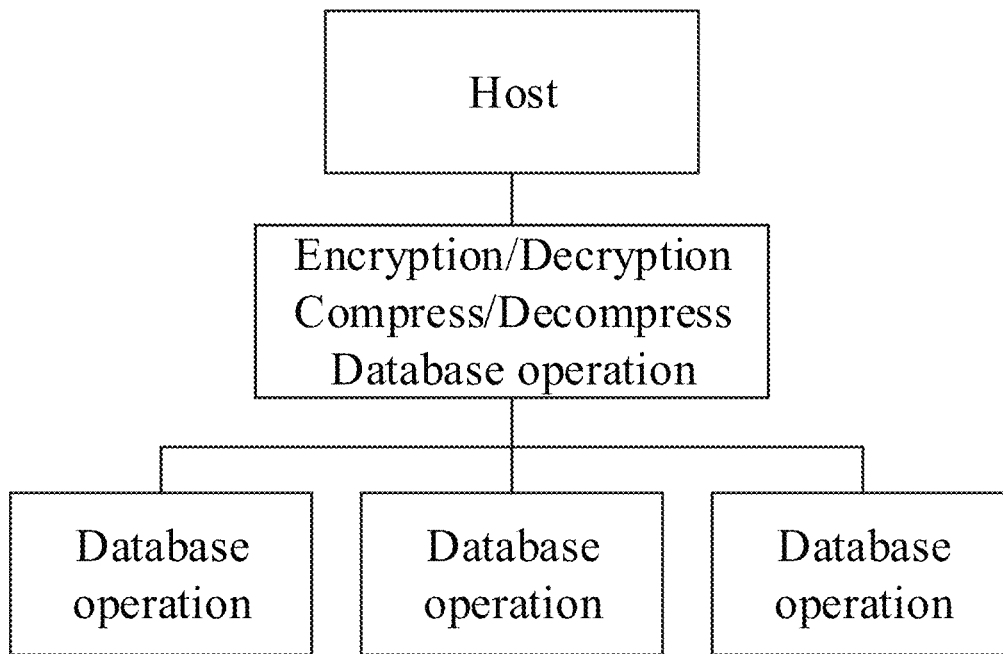 Host
Encryption/Decryption
Compress/Decompress
Database operation
Database
operation
Database
operation
Database
operation